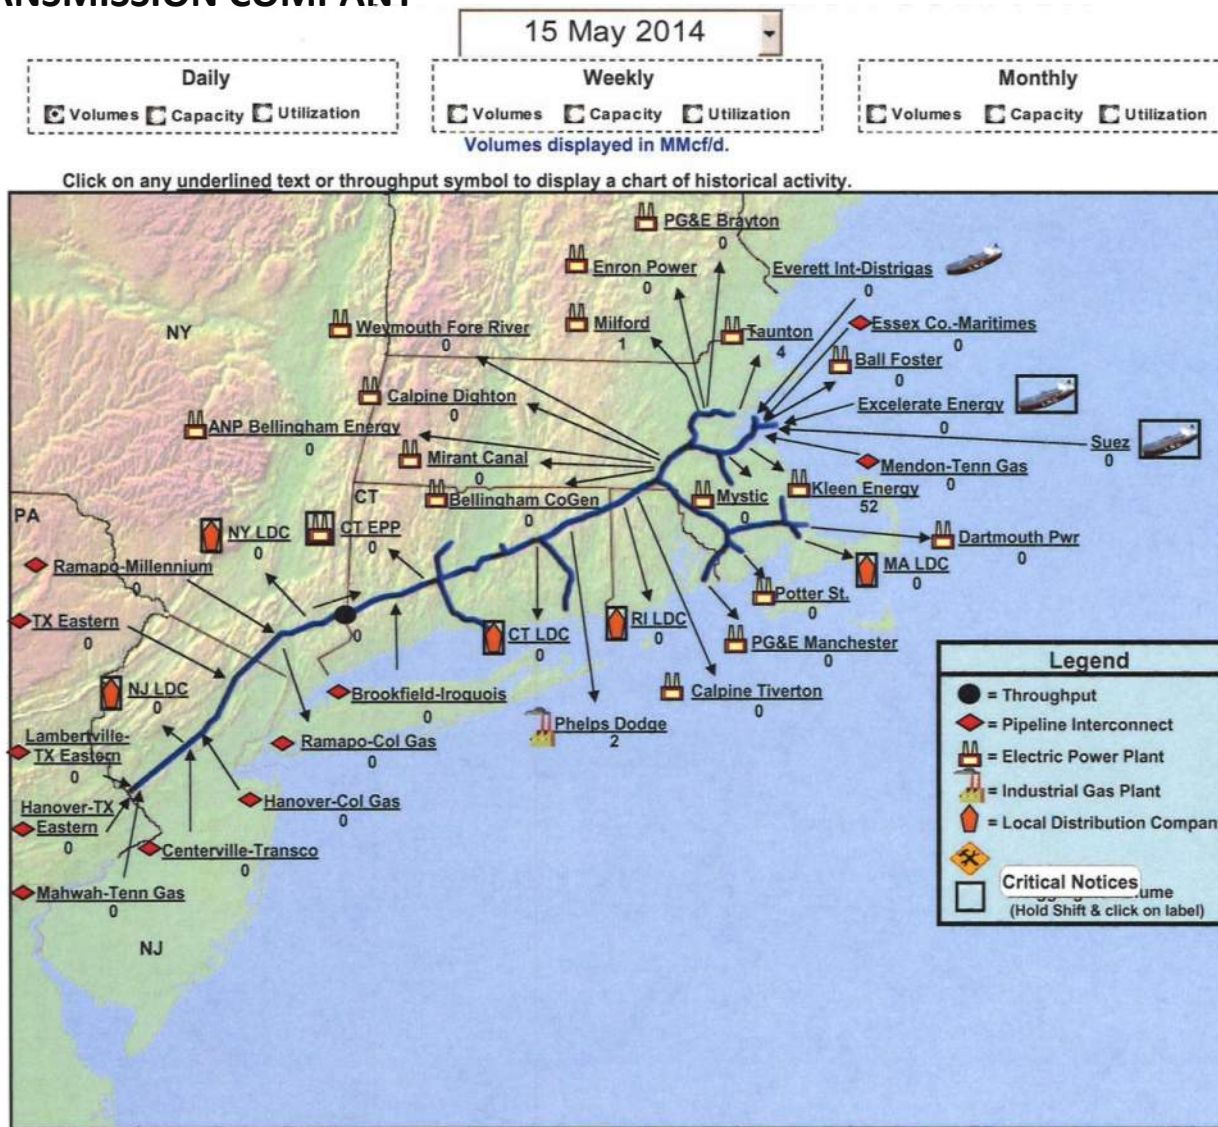 ANSMISSION COMPANY
15 May 2014
Daily
Volumes Capacity Utilization
Weekly
Volumes Capacity Utilization
Monthly
Volumes Capacity Utilization
Volumes displayed in MMcf/d.
Click on any underlined text or throughput symbol to display a chart of historical activity.
PG&E Brayton
0
Enron Power
0
Everett Int-Distrigas
0
NY
Weymouth Fore River
0
Milford
1
Taunton
4
Essex Co.-Maritimes
0
Ball Foster
0
Calpine Dighton
0
Excelerate Energy
0
ANP Bellingham Energy
0
Suez
0
Mirant Canal
0
Mendon-Tenn Gas
0
CT
Bellingham CoGen
0
Mystic
0
Kleen Energy
52
PA
NY LDC
0
CT EPP
0
Dartmouth Pwr
0
Ramapo-Millennium
0
MA LDC
0
Potter St.
0
TX Eastern
0
0
CT LDC
0
RI LDC
0
PG&E Manchester
0
NJ LDC
0
Brookfield-Iroquois
0
Calpine Tiverton
0
Phelps Dodge
2
Lambertville-
TX Eastern
0
Ramapo-Col Gas
0
Hanover-TX
Eastern
0
Hanover-Col Gas
0
Centerville-Transco
0
Mahwah-Tenn Gas
0
NJ
Legend
= Throughput
= Pipeline Interconnect
= Electric Power Plant
= Industrial Gas Plant
= Local Distribution Compan
Critical Notices
ume
(Hold Shift & click on label)